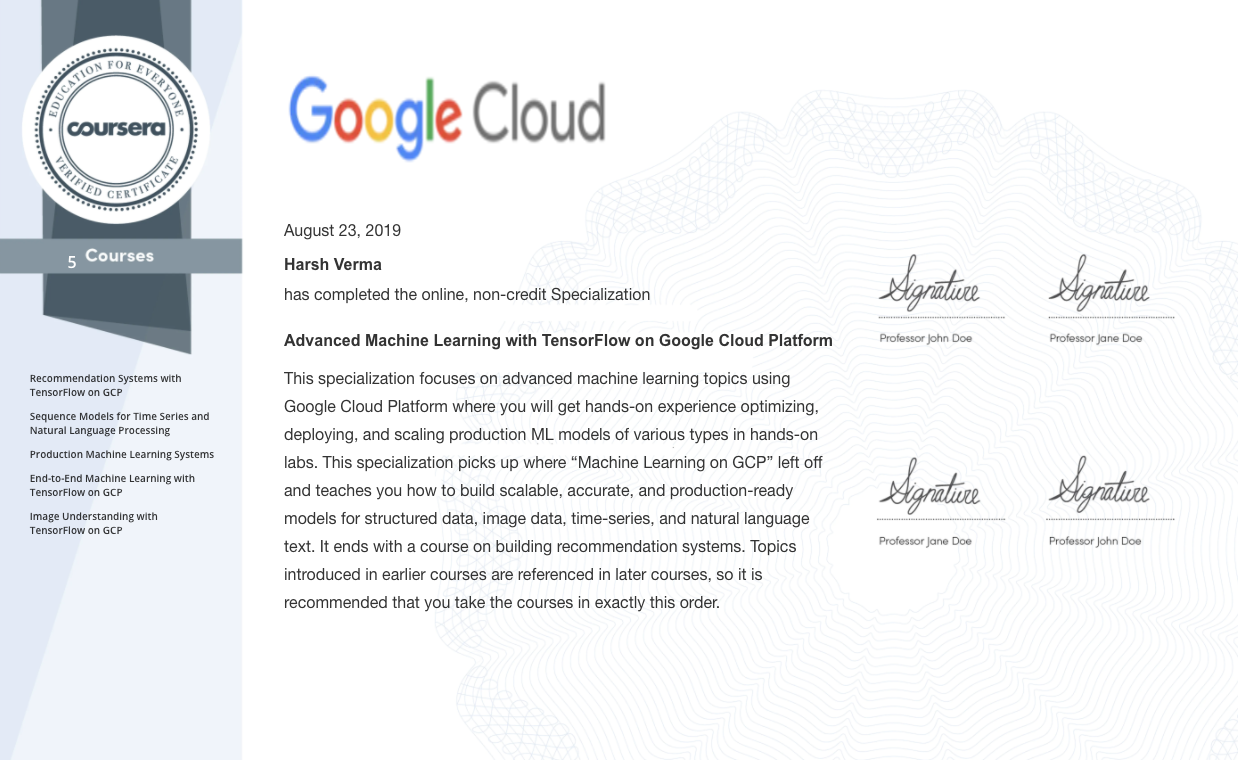 EDUCATION FOR EVERYONE
coursera
VERIFIED CERTIFICATE
5 Courses
Recommendation Systems with
TensorFlow on GCP
Sequence Models for Time Series and
Natural Language Processing
Production Machine Learning Systems
End-to-End Machine Learning with
TensorFlow on GCP
Image Understanding with
TensorFlow on GCP
Google Cloud
August 23, 2019
Harsh Verma
has completed the online, non-credit Specialization
Advanced Machine Learning with TensorFlow on Google Cloud Platform
This specialization focuses on advanced machine learning topics using
Google Cloud Platform where you will get hands-on experience optimizing,
deploying, and scaling production ML models of various types in hands-on
labs. This specialization picks up where “Machine Learning on GCP” left off
and teaches you how to build scalable, accurate, and production-ready
models for structured data, image data, time-series, and natural language
text. It ends with a course on building recommendation systems. Topics
introduced in earlier courses are referenced in later courses, so it is
recommended that you take the courses in exactly this order.
Signature
Professor John Doe
Signature
Professor Jane Doe
Signature
Professor Jane Doe
Signature
Professor John Doe